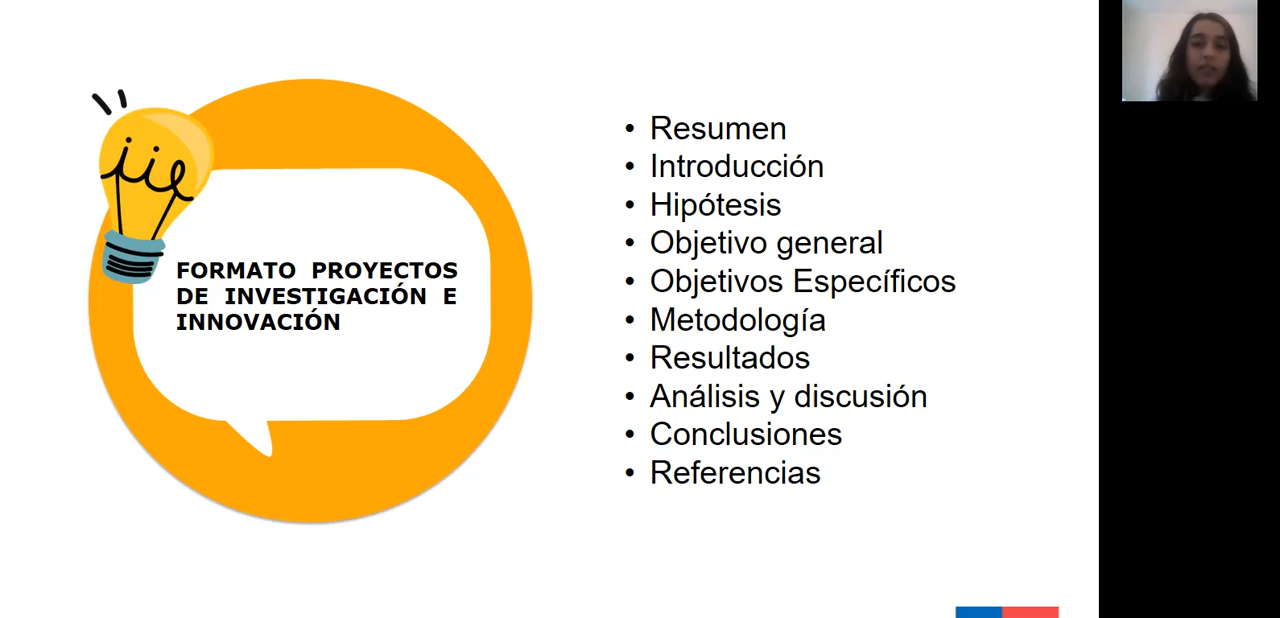 FORMATO PROYECTOS
DE INVESTIGACIÓN E
INNOVACIÓN
• Resumen
• Introducción
• Hipótesis
• Objetivo general
• Objetivos Específicos
• Metodología
• Resultados
• Análisis y discusión
• Conclusiones
• Referencias